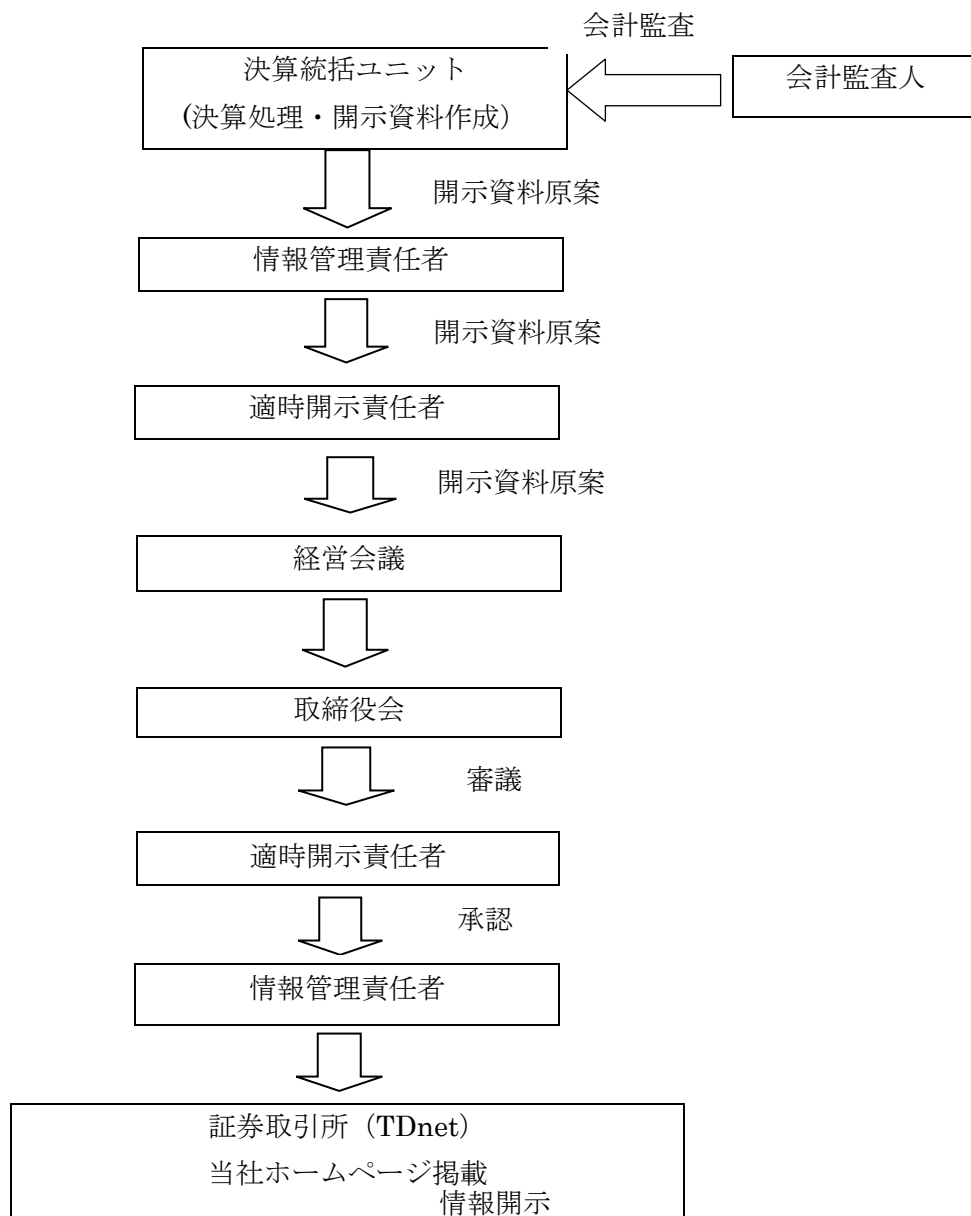 会計監査
決算統括ユニット
(決算処理・開示資料作成)
会計監査人
開示資料原案
情報管理責任者
開示資料原案
適時開示責任者
開示資料原案
経営会議
取締役会
審議
適時開示責任者
承認
情報管理責任者
証券取引所（TDnet）
当社ホームページ掲載
情報開示